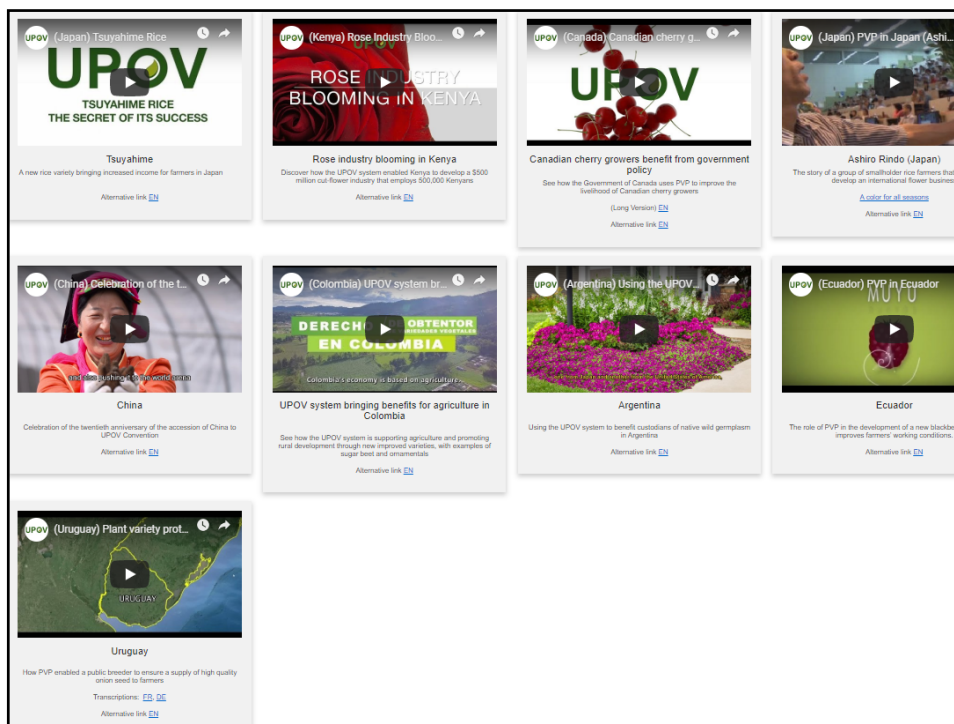 UPOV (Japan) Tsuyahime Rice
UPOV
TSUYAHIME RICE
THE SECRET OF ITS SUCCESS
Tsuyahime
A new rice variety bringing increased income for farmers in Japan
Alternative link EN
UPOV (Kenya) Rose Industry Bloo...
ROSE INDUSTRY
BLOOMING IN KENYA
Rose industry blooming in Kenya
Discover how the UPOV system enabled Kenya to develop a $500
million cut-flower industry that employs 500,000 Kenyans
Alternative link EN
UPOV (Canada) Canadian cherry g...
UPOV
Canadian cherry growers benefit from government
policy
See how the Government of Canada uses PVP to improve the
livelihood of Canadian cherry growers
(Long Version) EN
Alternative link EN
UPOV (Japan) PVP in Japan (Ashi...
Ashiro Rindo (Japan)
The story of a group of smallholder rice farmers that
develop an international flower busines
A color for all seasons
Alternative link EN
UPOV (China) Celebration of the t...
and also pushing it to the world arena
China
Celebration of the twentieth anniversary of the accession of China to
UPOV Convention
Alternative link EN
UPOV (Colombia) UPOV system br...
DERECHO OBTENTOR
VARIEDADES VEGETALES
EN COLOMBIA
Colombia's economy is based on agriculture.
UPOV system bringing benefits for agriculture in
Colombia
See how the UPOV system is supporting agriculture and promoting
rural development through new improved varieties, with examples of
sugar beet and ornamentals
Alternative link EN
UPOV (Argentina) Using the UPOV...
Argentina
Using the UPOV system to benefit custodians of native wild germplasm
in Argentina
Alternative link EN
UPOV (Ecuador) PVP in Ecuador
MUYU
Ecuador
The role of PVP in the development of a new blackbe
improves farmers' working conditions.
Alternative link EN
UPOV (Uruguay) Plant variety prot...
URUGUAY
Uruguay
How PVP enabled a public breeder to ensure a supply of high quality
onion seed to farmers
Transcriptions: FR, DE
Alternative link EN